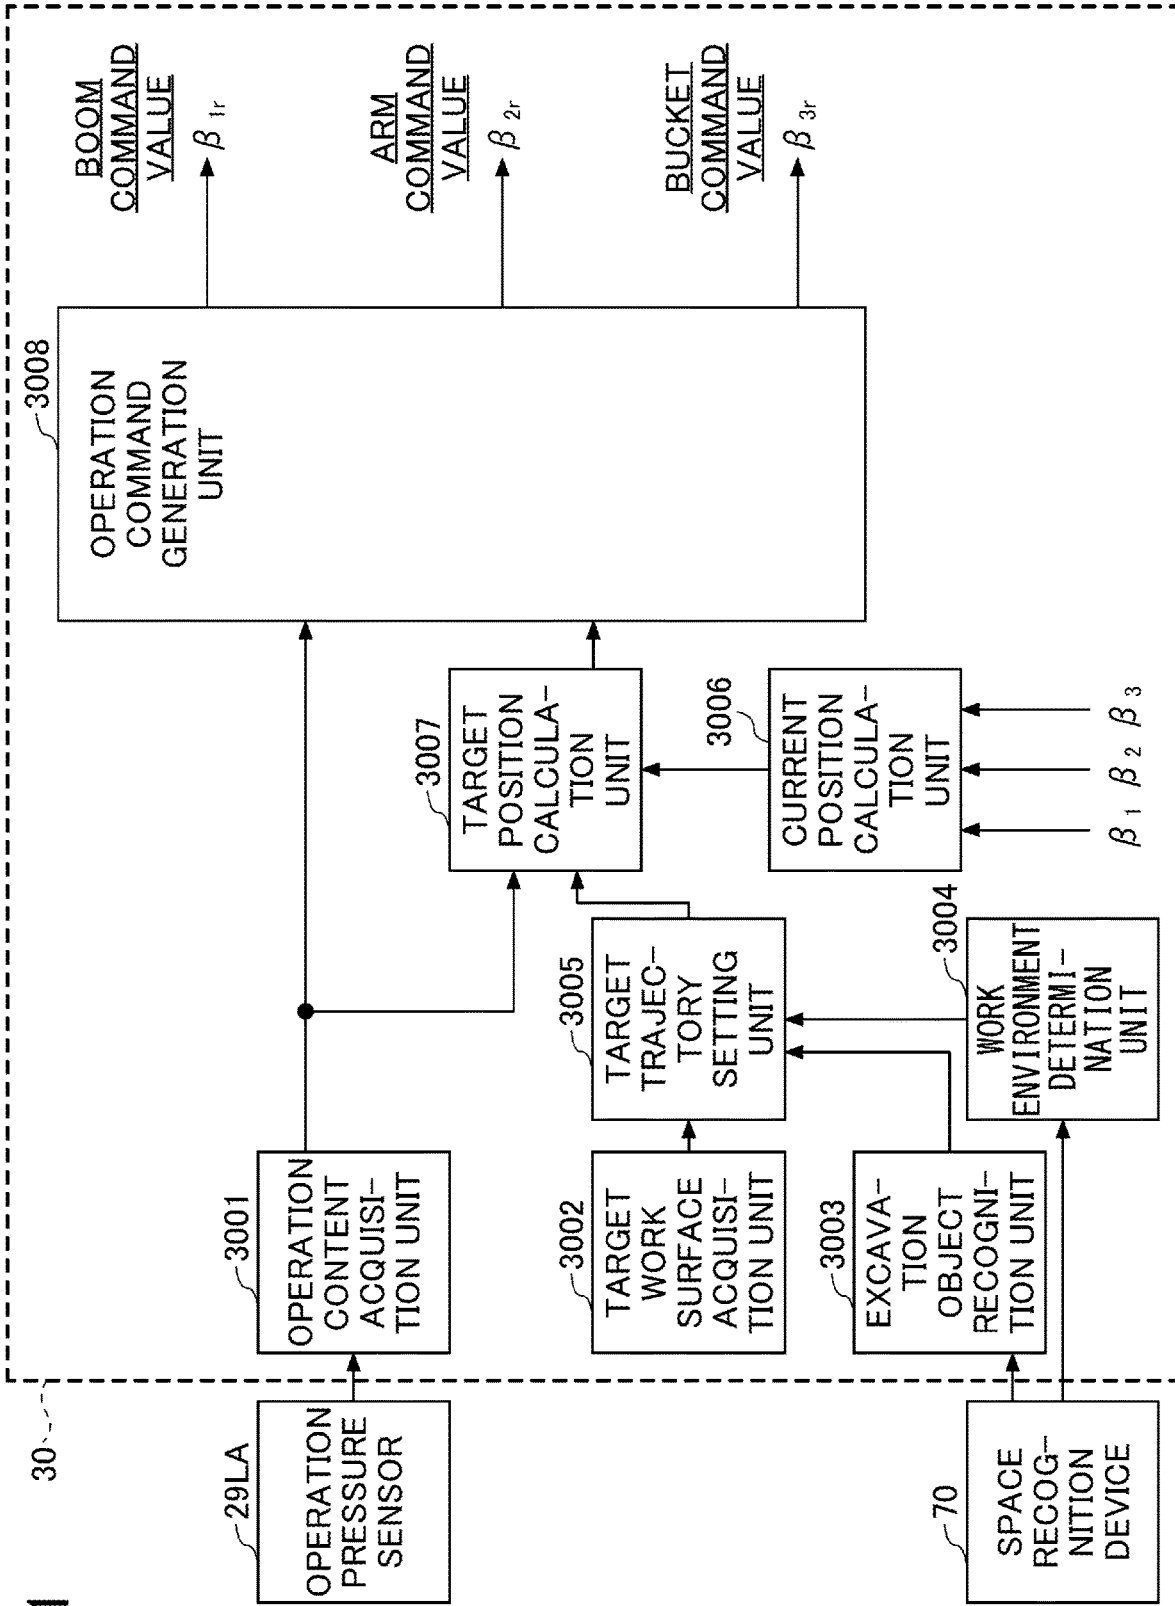 30
29LA
OPERATION
PRESSURE
SENSOR
70
SPACE
RECOG-
NITION
DEVICE
3001
OPERATION
CONTENT
ACQUISI-
TION UNIT
3002
TARGET
WORK
SURFACE
ACQUISI-
TION UNIT
3003
EXCAVA-
TION
OBJECT
RECOGNI-
TION UNIT
3004
WORK
ENVIRONMENT
DETERMI-
NATION
UNIT
3005
TARGET
TRAJEC-
TORY
SETTING
UNIT
3007
TARGET
POSITION
CALCULA-
TION
UNIT
3006
CURRENT
POSITION
CALCULA-
TION
UNIT
β1 β2 β3
3008
OPERATION
COMMAND
GENERATION
UNIT
BOOM
COMMAND
VALUE
β1r
ARM
COMMAND
VALUE
β2r
BUCKET
COMMAND
VALUE
β3r